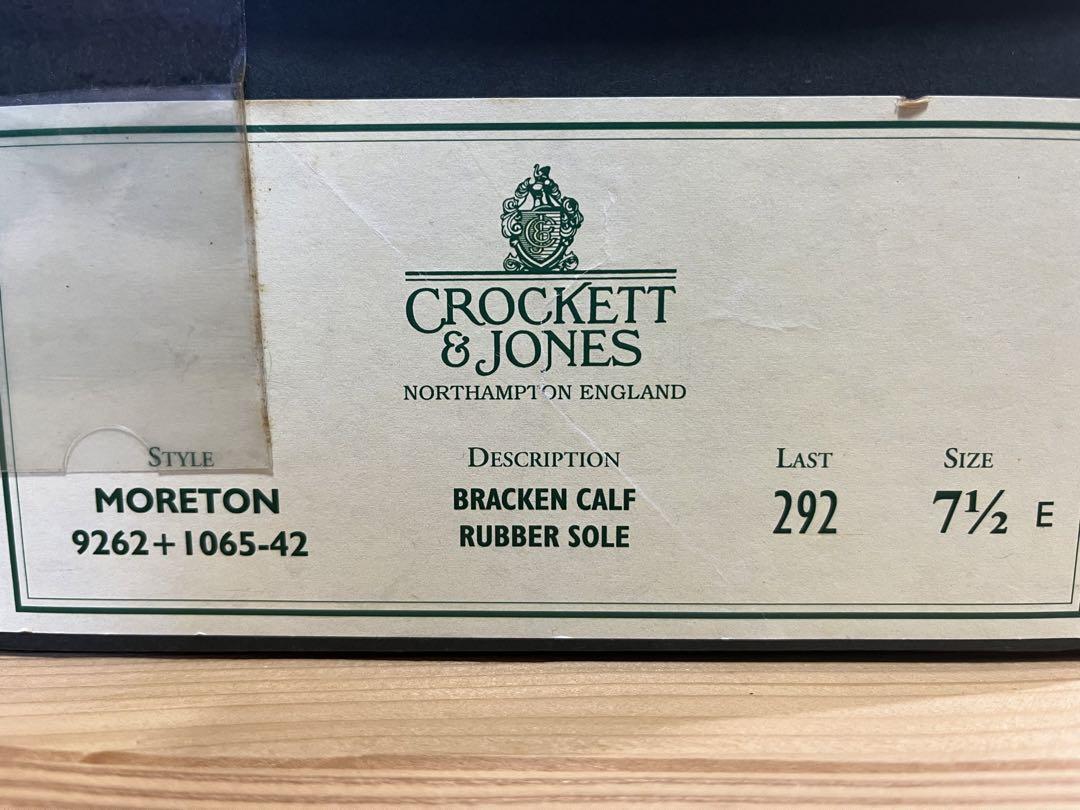 CROCKETT
& JONES
NORTHAMPTON ENGLAND
STYLE DESCRIPTION LAST SIZE
MORETON BRACKEN CALF 292 7½ E
9262+1065-42 RUBBER SOLE